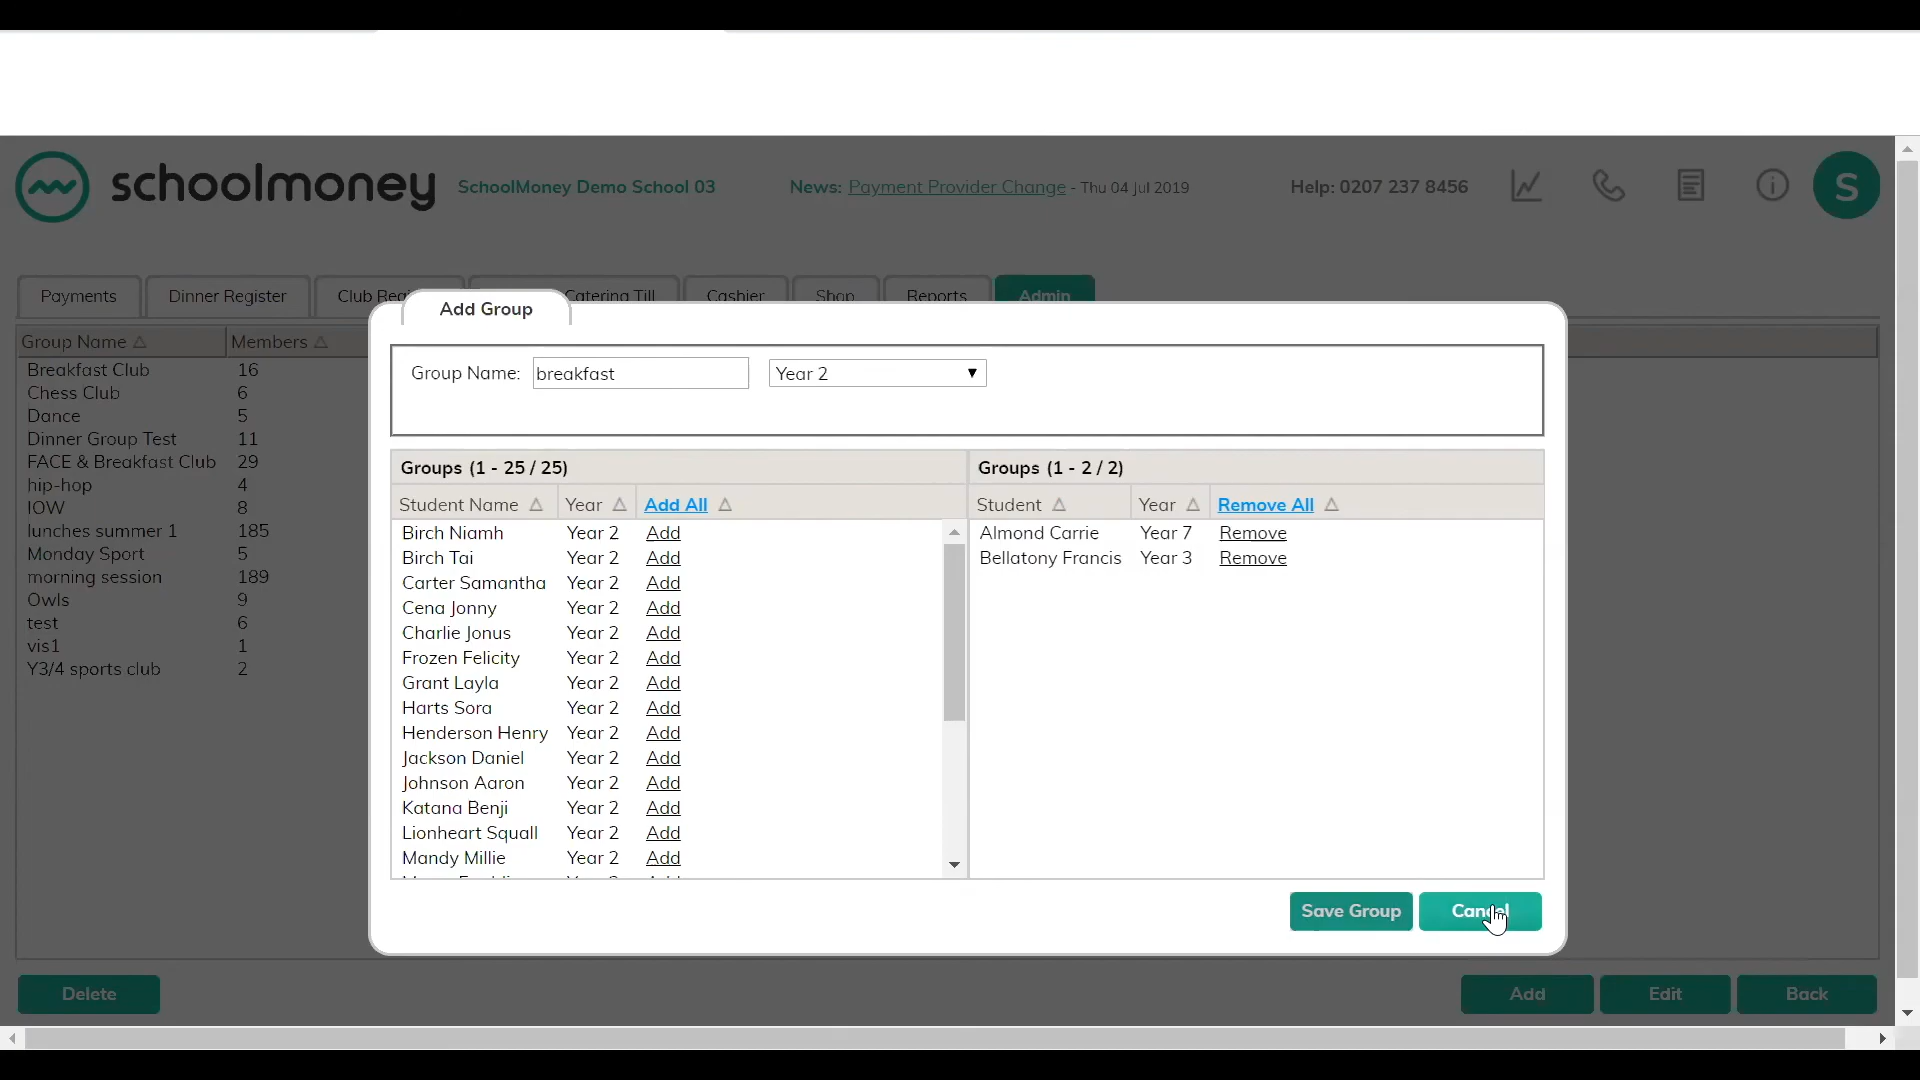 schoolmoney SchoolMoney Demo School 03 News: Payment Provider Change - Thu 04 Jul 2019 Help: 0207 237 8456 S
Payments Dinner Register Club Catering Till Cashier Shop Reports Admin
Add Group
Group Name Members
Breakfast Club 16
Chess Club 6
Dance 5
Dinner Group Test 11
FACE & Breakfast Club 29
hip-hop 4
IOW 8
lunches summer 1 185
Monday Sport 5
morning session 189
Owls 9
test 6
vis1 1
Y3/4 sports club 2
Group Name: breakfast Year 2
Groups (1 - 25 / 25)
Student Name Year Add All
Birch Niamh Year 2 Add
Birch Tai Year 2 Add
Carter Samantha Year 2 Add
Cena Jonny Year 2 Add
Charlie Jonus Year 2 Add
Frozen Felicity Year 2 Add
Grant Layla Year 2 Add
Harts Sora Year 2 Add
Henderson Henry Year 2 Add
Jackson Daniel Year 2 Add
Johnson Aaron Year 2 Add
Katana Benji Year 2 Add
Lionheart Squall Year 2 Add
Mandy Millie Year 2 Add
Groups (1 - 2 / 2)
Student Year Remove All
Almond Carrie Year 7 Remove
Bellatony Francis Year 3 Remove
Save Group Cancel
Delete Add Edit Back